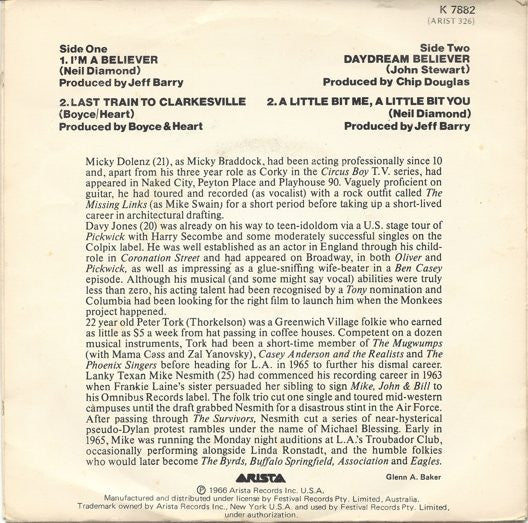 K 7882
(ARIST 326)
Side One
1. I'M A BELIEVER
(Neil Diamond)
Produced by Jeff Barry
2. LAST TRAIN TO CLARKESVILLE
(Boyce/Heart)
Produced by Boyce & Heart
Side Two
DAYDREAM BELIEVER
(John Stewart)
Produced by Chip Douglas
2. A LITTLE BIT ME, A LITTLE BIT YOU
(Neil Diamond)
Produced by Jeff Barry
Micky Dolenz (21), as Micky Braddock, had been acting professionally since 10
and, apart from his three year role as Corky in the Circus Boy T.V. series, had
appeared in Naked City, Peyton Place and Playhouse 90. Vaguely proficient on
guitar, he had toured and recorded (as vocalist) with a rock outfit called The
Missing Links (as Mike Swain) for a short period before taking up a short-lived
career in architectural drafting.
Davy Jones (20) was already on his way to teen-idoldom via a U.S. stage tour of
Pickwick with Harry Secombe and some moderately successful singles on the
Colpix label. He was well established as an actor in England through his child-
role in Coronation Street and had appeared on Broadway, in both Oliver and
Pickwick, as well as impressing as a glue-sniffing wife-beater in a Ben Casey
episode. Although his musical (and some might say vocal) abilities were truly
less than zero, his acting talent had been recognised by a Tony nomination and
Columbia had been looking for the right film to launch him when the Monkees
project happened.
22 year old Peter Tork (Thorkelson) was a Greenwich Village folkie who earned
as little as $5 a week from hat passing in coffee houses. Competent on a dozen
musical instruments, Tork had been a short-time member of The Mugwumps
(with Mama Cass and Zal Yanovsky), Casey Anderson and the Realists and The
Phoenix Singers before heading for L.A. in 1965 to further his dismal career.
Lanky Texan Mike Nesmith (25) had commenced his recording career in 1963
when Frankie Laine's sister persuaded her sibling to sign Mike, John & Bill to
his Omnibus Records label. The folk trio cut one single and toured mid-western
campuses until the draft grabbed Nesmith for a disastrous stint in the Air Force.
After passing through The Survivors, Nesmith cut a series of near-hysterical
pseudo-Dylan protest rambles under the name of Michael Blessing. Early in
1965, Mike was running the Monday night auditions at L.A.'s Troubador Club,
occasionally performing alongside Linda Ronstadt, and the humble folkies
who would later become The Byrds, Buffalo Springfield, Association and Eagles.
ARISTA
Glenn A. Baker
℗ 1966 Arista Records Inc. U.S.A.
Manufactured and distributed under license by Festival Records Pty. Limited, Australia.
Trademark owned by Arista Records Inc., New York, U.S.A. and used by Festival Records Pty. Limited
under authorization.